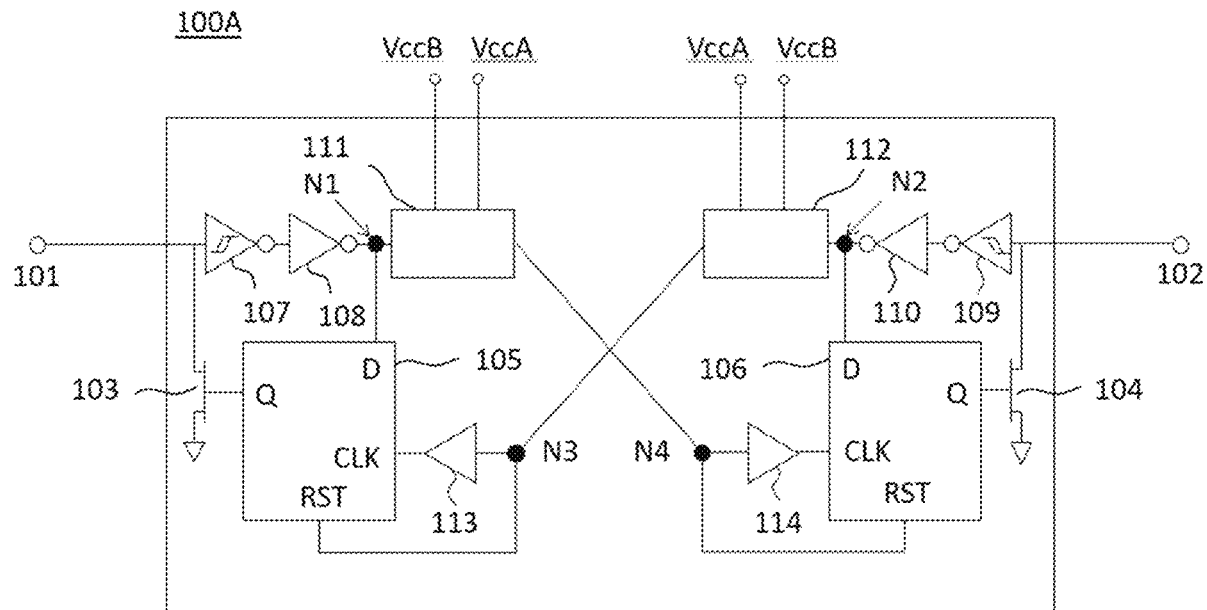 100A
VccB VccA VccA VccB
111
112
N1
N2
101
102
107
108
110
109
D
105
106
D
103
Q
Q
104
CLK
N3
N4
CLK
RST
113
114
RST